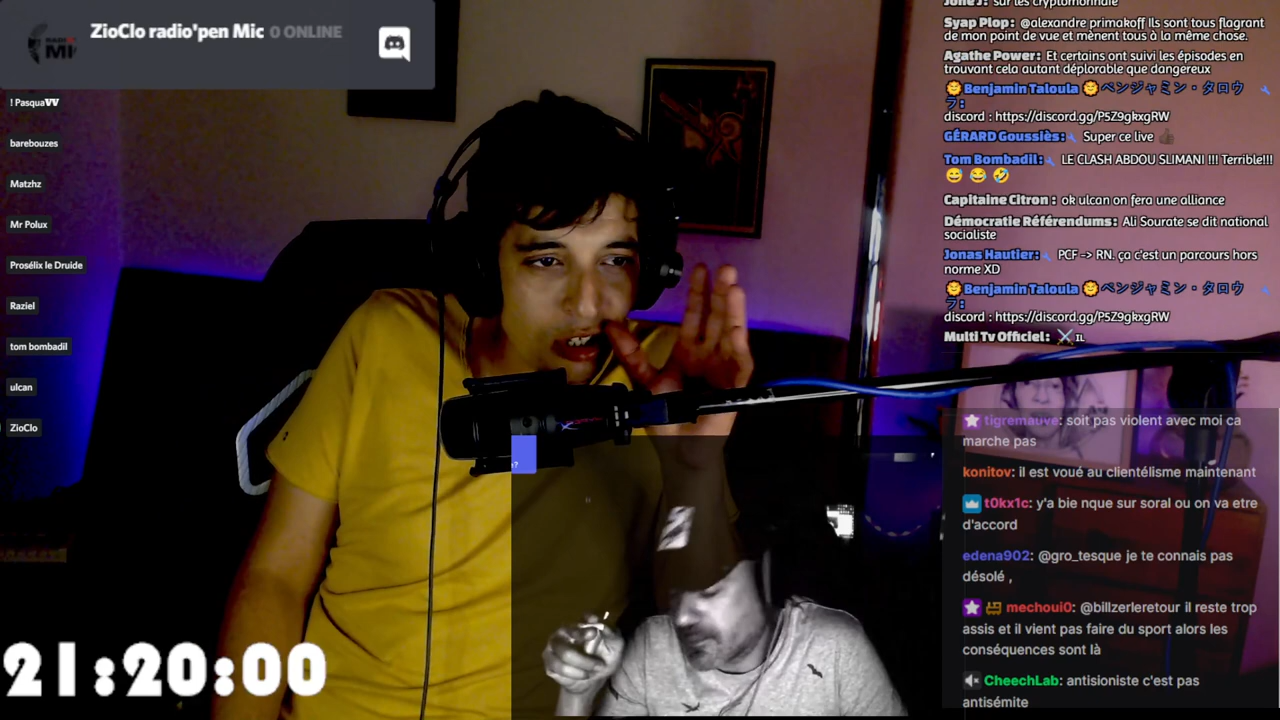 ZioClo radio'pen Mic 0 ONLINE
MI
! PasquaVV
barebouzes
Matzhz
Mr Polux
Prosélix le Druide
Raziel
tom bombadil
ulcan
ZioClo
21:20:00
Jone J: sur les cryptomonnaie
Syap Plop: @alexandre primakoff Ils sont tous flagrant
de mon point de vue et mènent tous à la même chose.
Agathe Power: Et certains ont suivi les épisodes en
trouvant cela autant déplorable que dangereux
🌞Benjamin Taloula 🌞ベンジャミン・タロウ
ラ:
discord : https://discord.gg/P5Z9gkxgRW
GÉRARD Goussiès: Super ce live 👍
Tom Bombadil: LE CLASH ABDOU SLIMANI !!! Terrible!!!
😅 😂 🤣
Capitaine Citron : ok ulcan on fera une alliance
Démocratie Référendums: Ali Sourate se dit national
socialiste
Jonas Hautier: PCF -> RN. ça c'est un parcours hors
norme XD
🌞Benjamin Taloula 🌞ベンジャミン・タロウ
ラ:
discord : https://discord.gg/P5Z9gkxgRW
Multi Tv Officiel: ⚔️ IL
tigremauve: soit pas violent avec moi ca
marche pas
konitov: il est voué au clientélisme maintenant
t0kx1c: y'a bie nque sur soral ou on va etre
d'accord
edena902: @gro_tesque je te connais pas
désolé ,
mechoui0: @billzerleretour il reste trop
assis et il vient pas faire du sport alors les
conséquences sont là
CheechLab: antisioniste c'est pas
antisémite